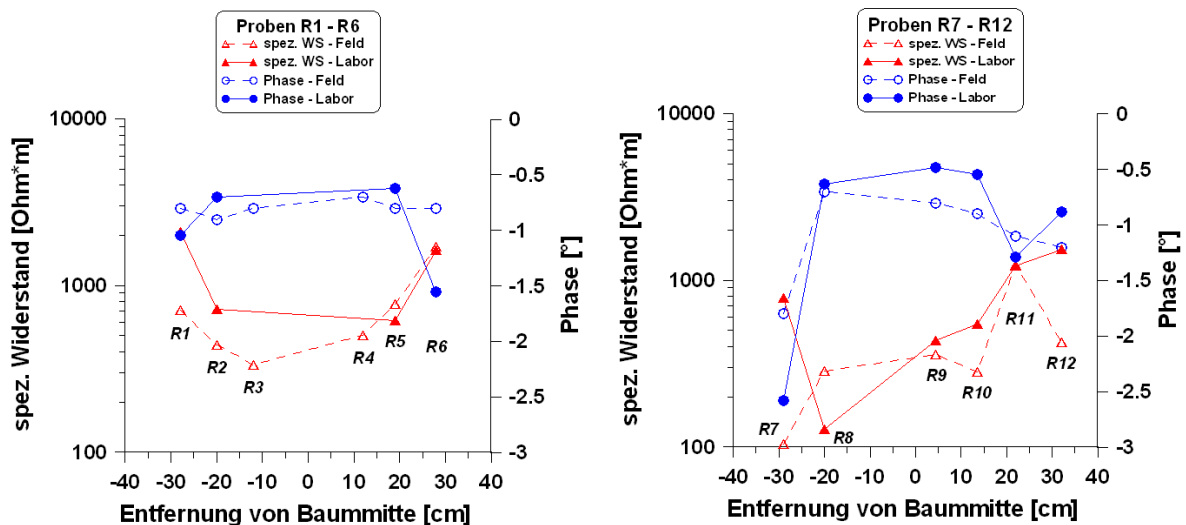 Proben R1 - R6
spez. WS - Feld
spez. WS - Labor
Phase - Feld
Phase - Labor
spez. Widerstand [Ohm*m]
10000
1000
100
0
-0.5
-1
-1.5
-2
-2.5
-3
Phase [°]
R1
R2
R3
R4
R5
R6
-40 -30 -20 -10 0 10 20 30 40
Entfernung von Baummitte [cm]
Proben R7 - R12
spez. WS - Feld
spez. WS - Labor
Phase - Feld
Phase - Labor
spez. Widerstand [Ohm*m]
10000
1000
100
0
-0.5
-1
-1.5
-2
-2.5
-3
Phase [°]
R7
R8
R9
R10
R11
R12
-40 -30 -20 -10 0 10 20 30 40
Entfernung von Baummitte [cm]